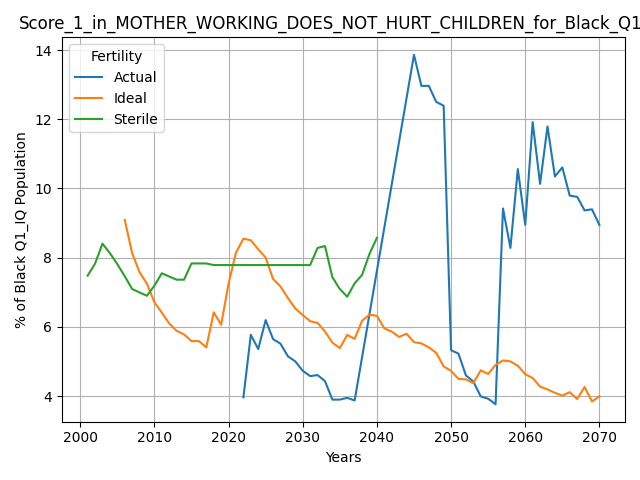 Score_1_in_MOTHER_WORKING_DOES_NOT_HURT_CHILDREN_for_Black_Q1
Fertility
Actual
Ideal
Sterile
% of Black Q1_IQ Population
14
12
10
8
6
4
2000 2010 2020 2030 2040 2050 2060 2070
Years